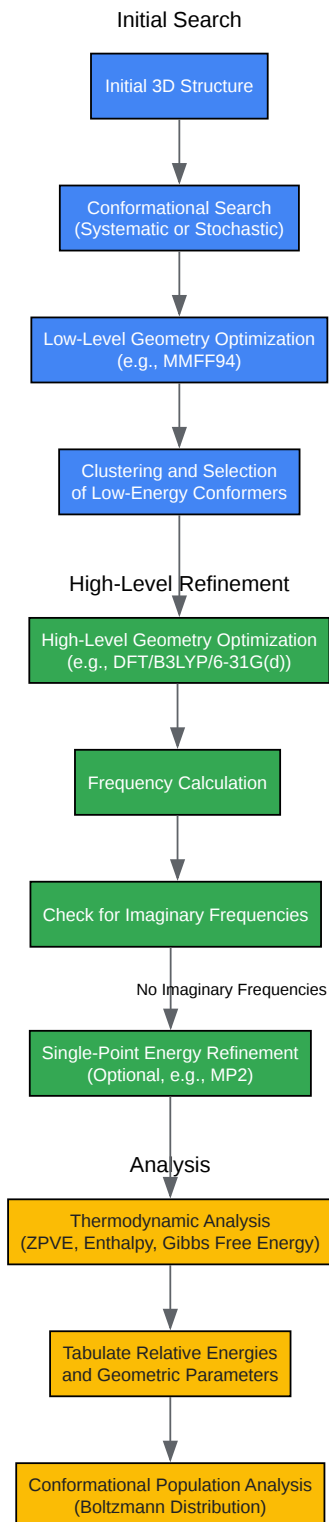 Initial Search
Initial 3D Structure
Conformational Search
(Systematic or Stochastic)
Low-Level Geometry Optimization
(e.g., MMFF94)
Clustering and Selection
of Low-Energy Conformers
High-Level Refinement
High-Level Geometry Optimization
(e.g., DFT/B3LYP/6-31G(d))
Frequency Calculation
Check for Imaginary Frequencies
No Imaginary Frequencies
Single-Point Energy Refinement
(Optional, e.g., MP2)
Analysis
Thermodynamic Analysis
(ZPVE, Enthalpy, Gibbs Free Energy)
Tabulate Relative Energies
and Geometric Parameters
Conformational Population Analysis
(Boltzmann Distribution)